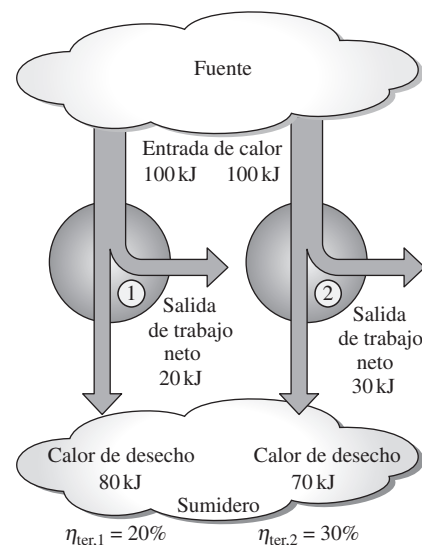 Fuente
Entrada de calor
100 kJ 100 kJ
1
2
Salida
de trabajo
neto
20 kJ
Salida
de trabajo
neto
30 kJ
Calor de desecho
80 kJ
Calor de desecho
70 kJ
Sumidero
ηter,1 = 20%
ηter,2 = 30%